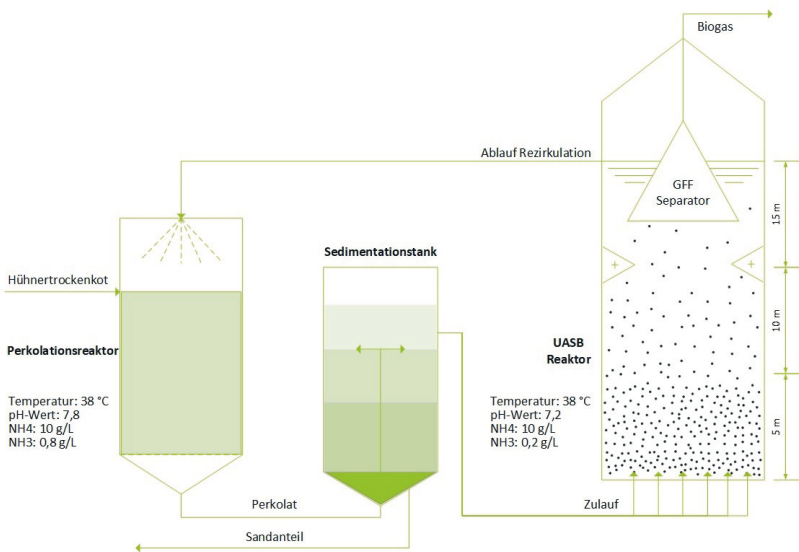 Biogas
Ablauf Rezirkulation
GFF
Separator
15 m
Sedimentationstank
Hühnertrockenkot
Perkolationsreaktor
Temperatur: 38 °C
pH-Wert: 7,8
NH4: 10 g/L
NH3: 0,8 g/L
UASB
Reaktor
10 m
Temperatur: 38 °C
pH-Wert: 7,2
NH4: 10 g/L
NH3: 0,2 g/L
5 m
Perkolat
Zulauf
Sandanteil